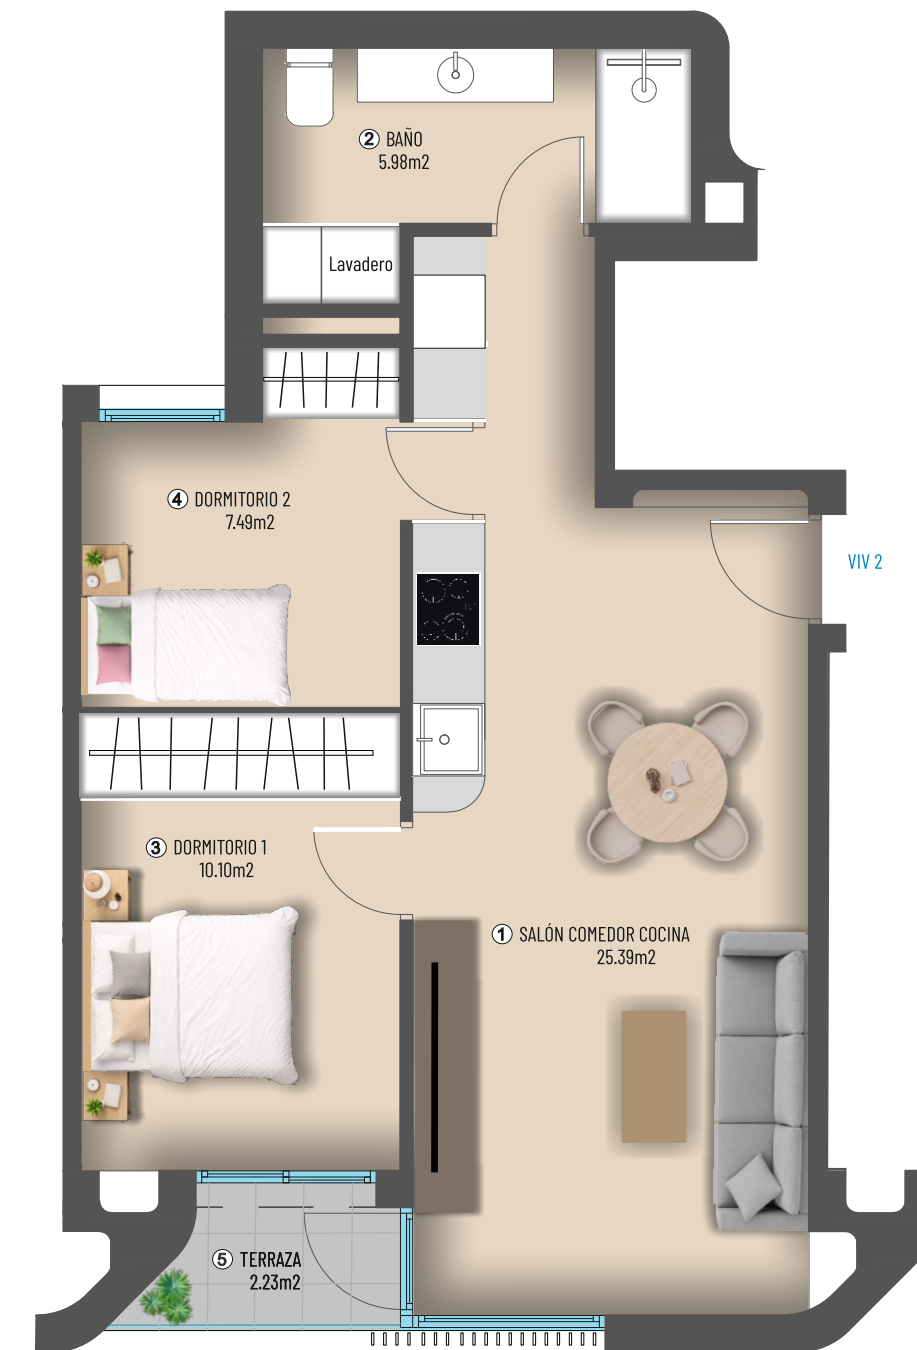 ② BAÑO
5.98m2
Lavadero
④ DORMITORIO 2
7.49m2
VIV 2
③ DORMITORIO 1
10.10m2
① SALÓN COMEDOR COCINA
25.39m2
⑤ TERRAZA
2.23m2